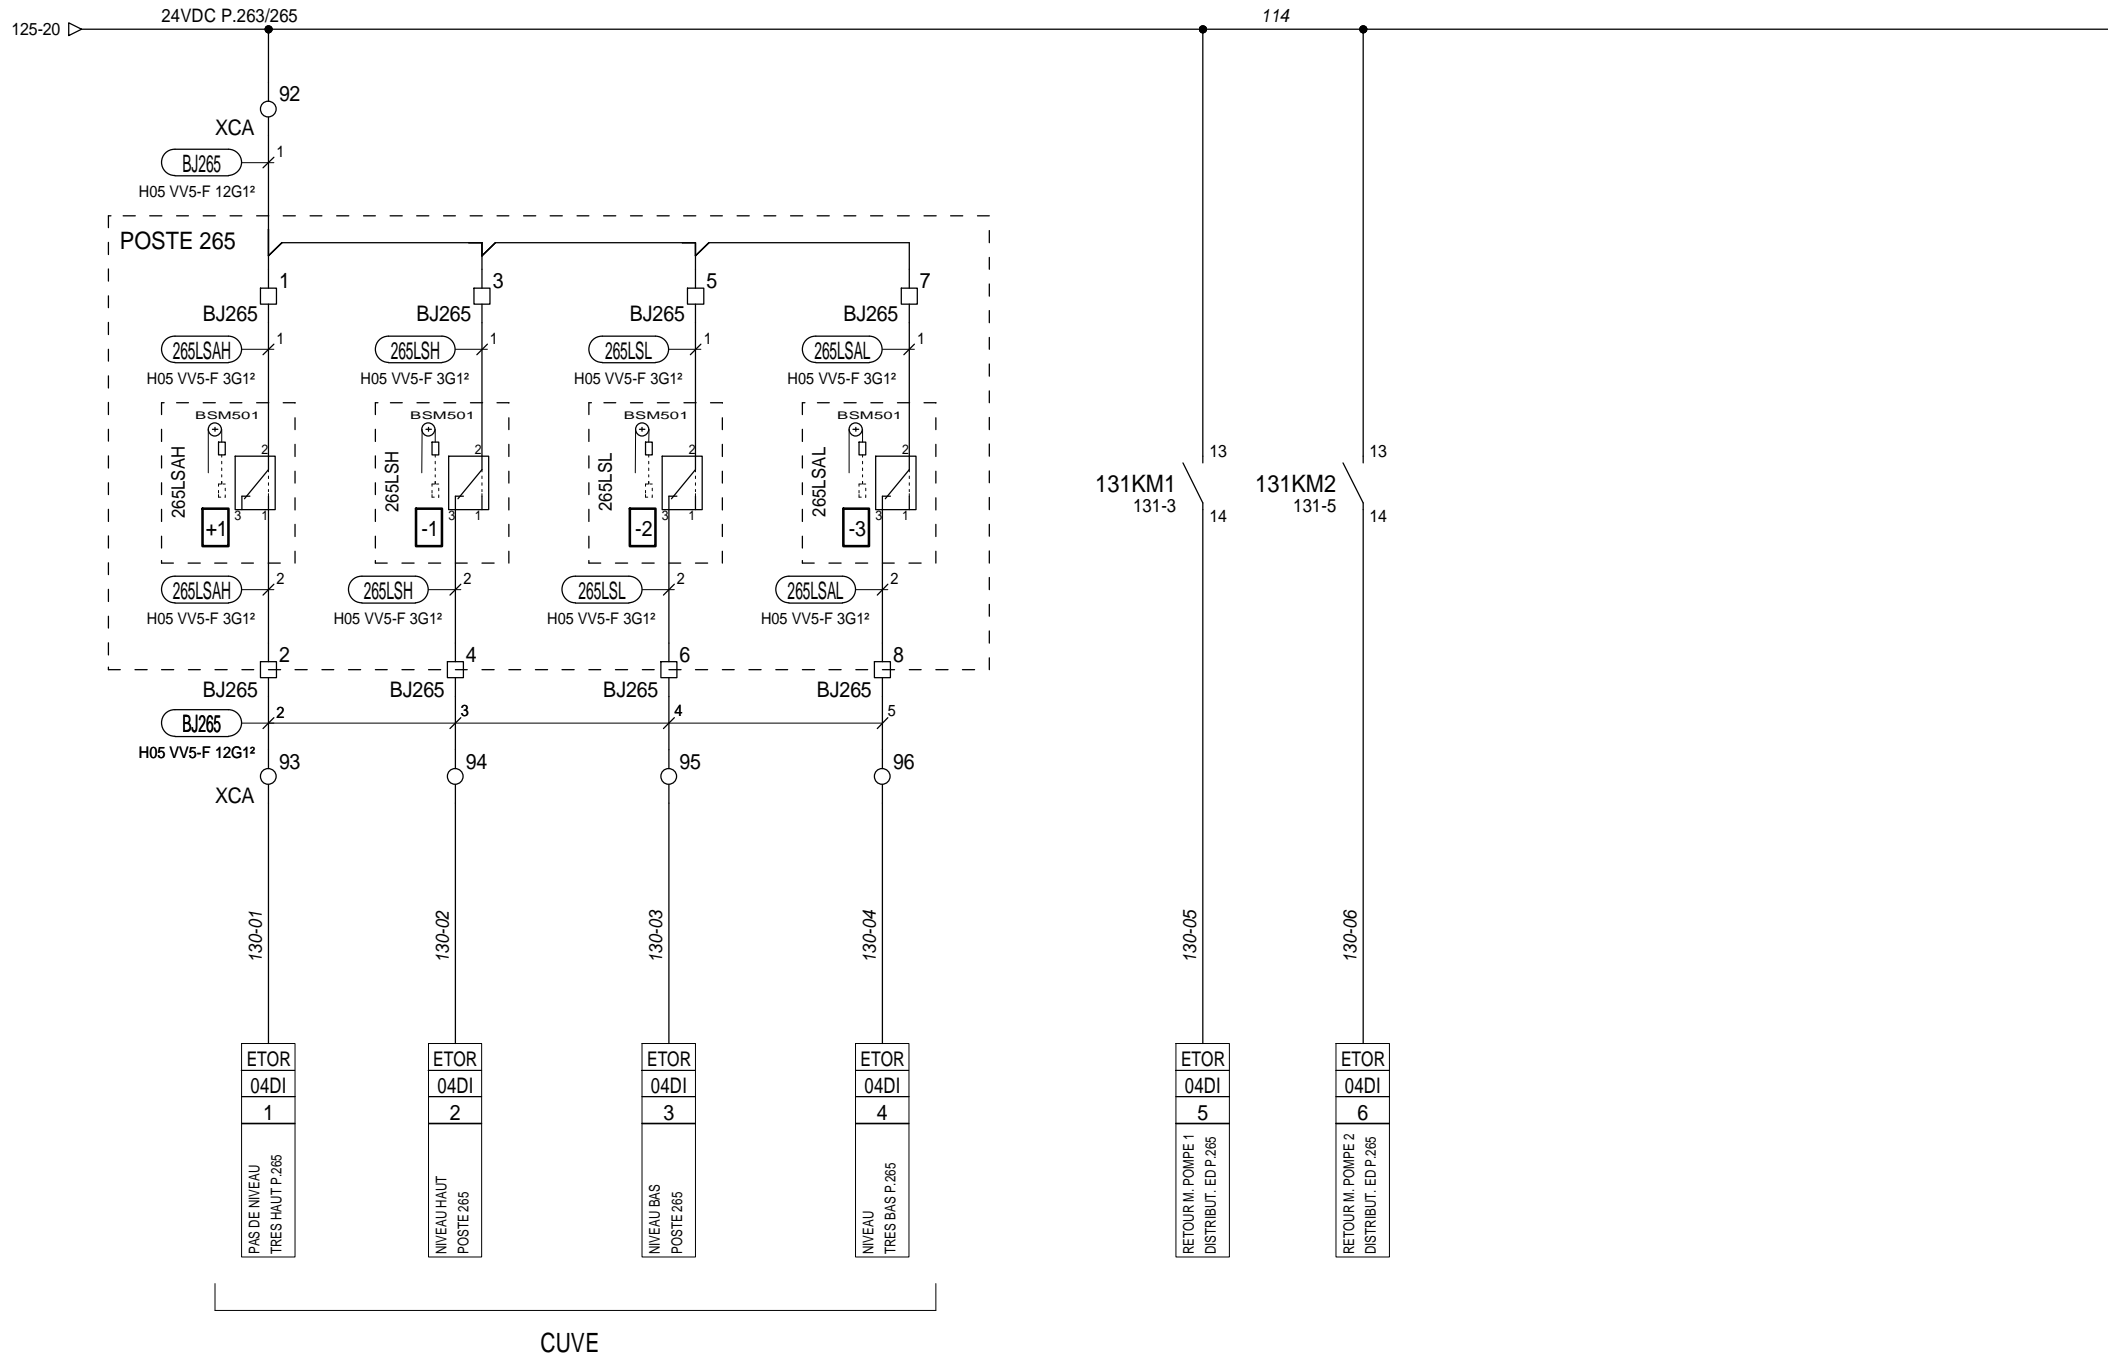 24VDC P.263/265
114
125-20
92
XCA
BJ265
1
H05 VV5-F 12G1²
POSTE 265
1
3
5
7
BJ265
BJ265
BJ265
BJ265
265LSAH
1
265LSH
1
265LSL
1
265LSAL
1
H05 VV5-F 3G1²
H05 VV5-F 3G1²
H05 VV5-F 3G1²
H05 VV5-F 3G1²
BSM501
BSM501
BSM501
BSM501
265LSAH
2
3
1
+1
265LSH
2
3
1
-1
265LSL
2
3
1
-2
265LSAL
2
3
1
-3
13
131KM1
131-3
14
13
131KM2
131-5
14
265LSAH
2
265LSH
2
265LSL
2
265LSAL
2
H05 VV5-F 3G1²
H05 VV5-F 3G1²
H05 VV5-F 3G1²
H05 VV5-F 3G1²
2
4
6
8
BJ265
BJ265
BJ265
BJ265
BJ265
2
3
4
5
H05 VV5-F 12G1²
93
94
95
96
XCA
130-01
130-02
130-03
130-04
130-05
130-06
ETOR
04DI
1
PAS DE NIVEAU
TRES HAUT P.265
ETOR
04DI
2
NIVEAU HAUT
POSTE 265
ETOR
04DI
3
NIVEAU BAS
POSTE 265
ETOR
04DI
4
NIVEAU
TRES BAS P.265
ETOR
04DI
5
RETOUR M. POMPE 1
DISTRIBUT. ED P.265
ETOR
04DI
6
RETOUR M. POMPE 2
DISTRIBUT. ED P.265
CUVE